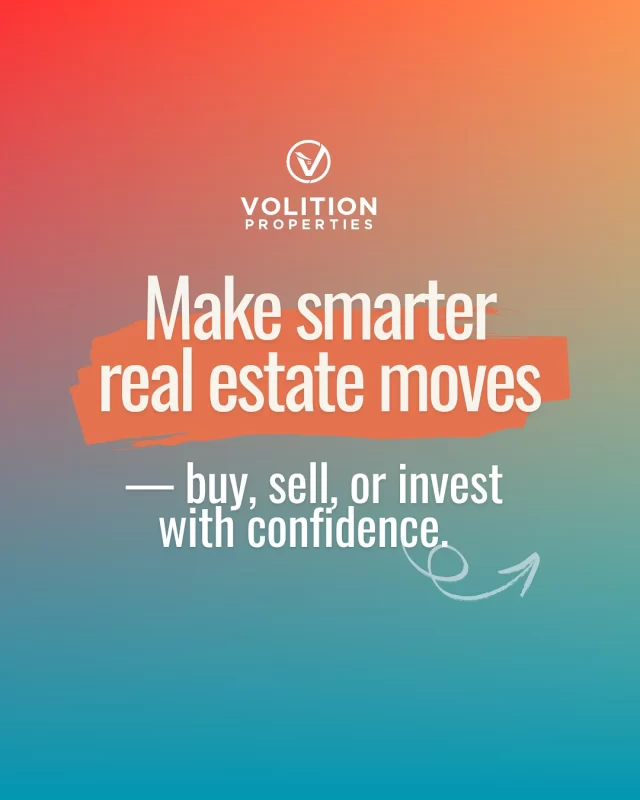 VOLITION
PROPERTIES
Make smarter
real estate moves
— buy, sell, or invest
with confidence.